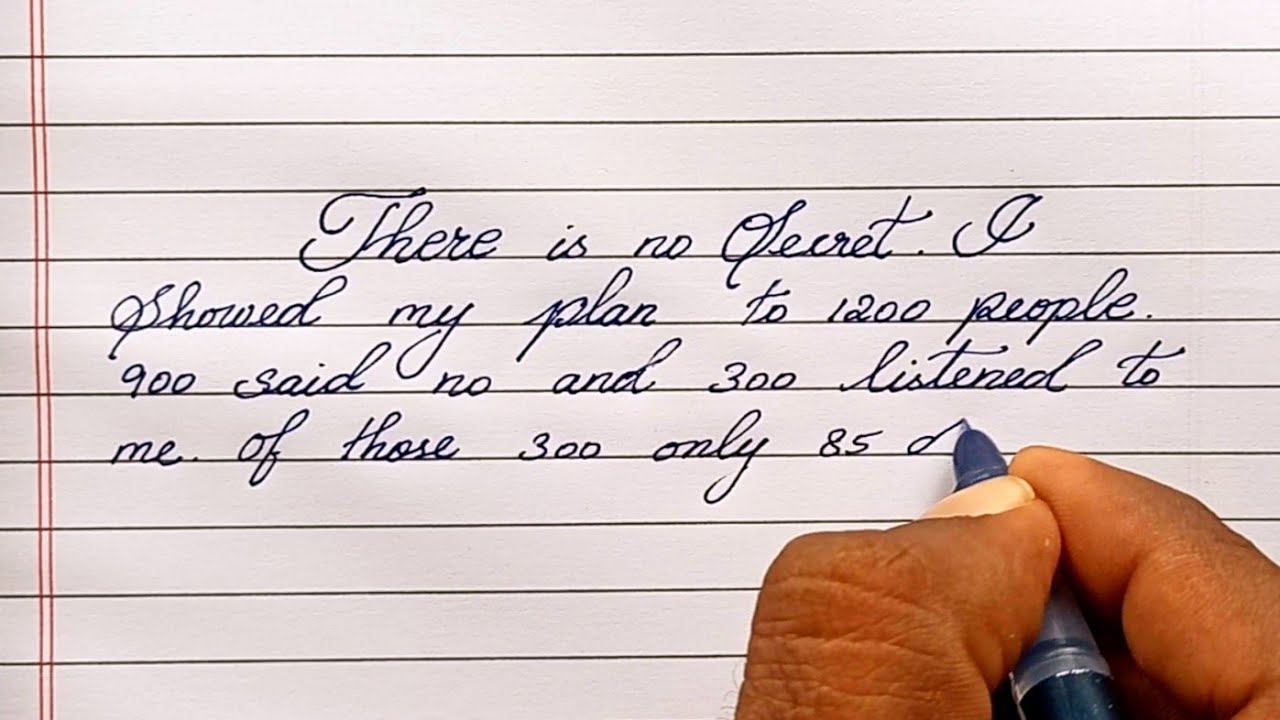 There is no Secret. I
Showed my plan to 1200 people.
900 said no and 300 listened to
me. Of those 300 only 85 d